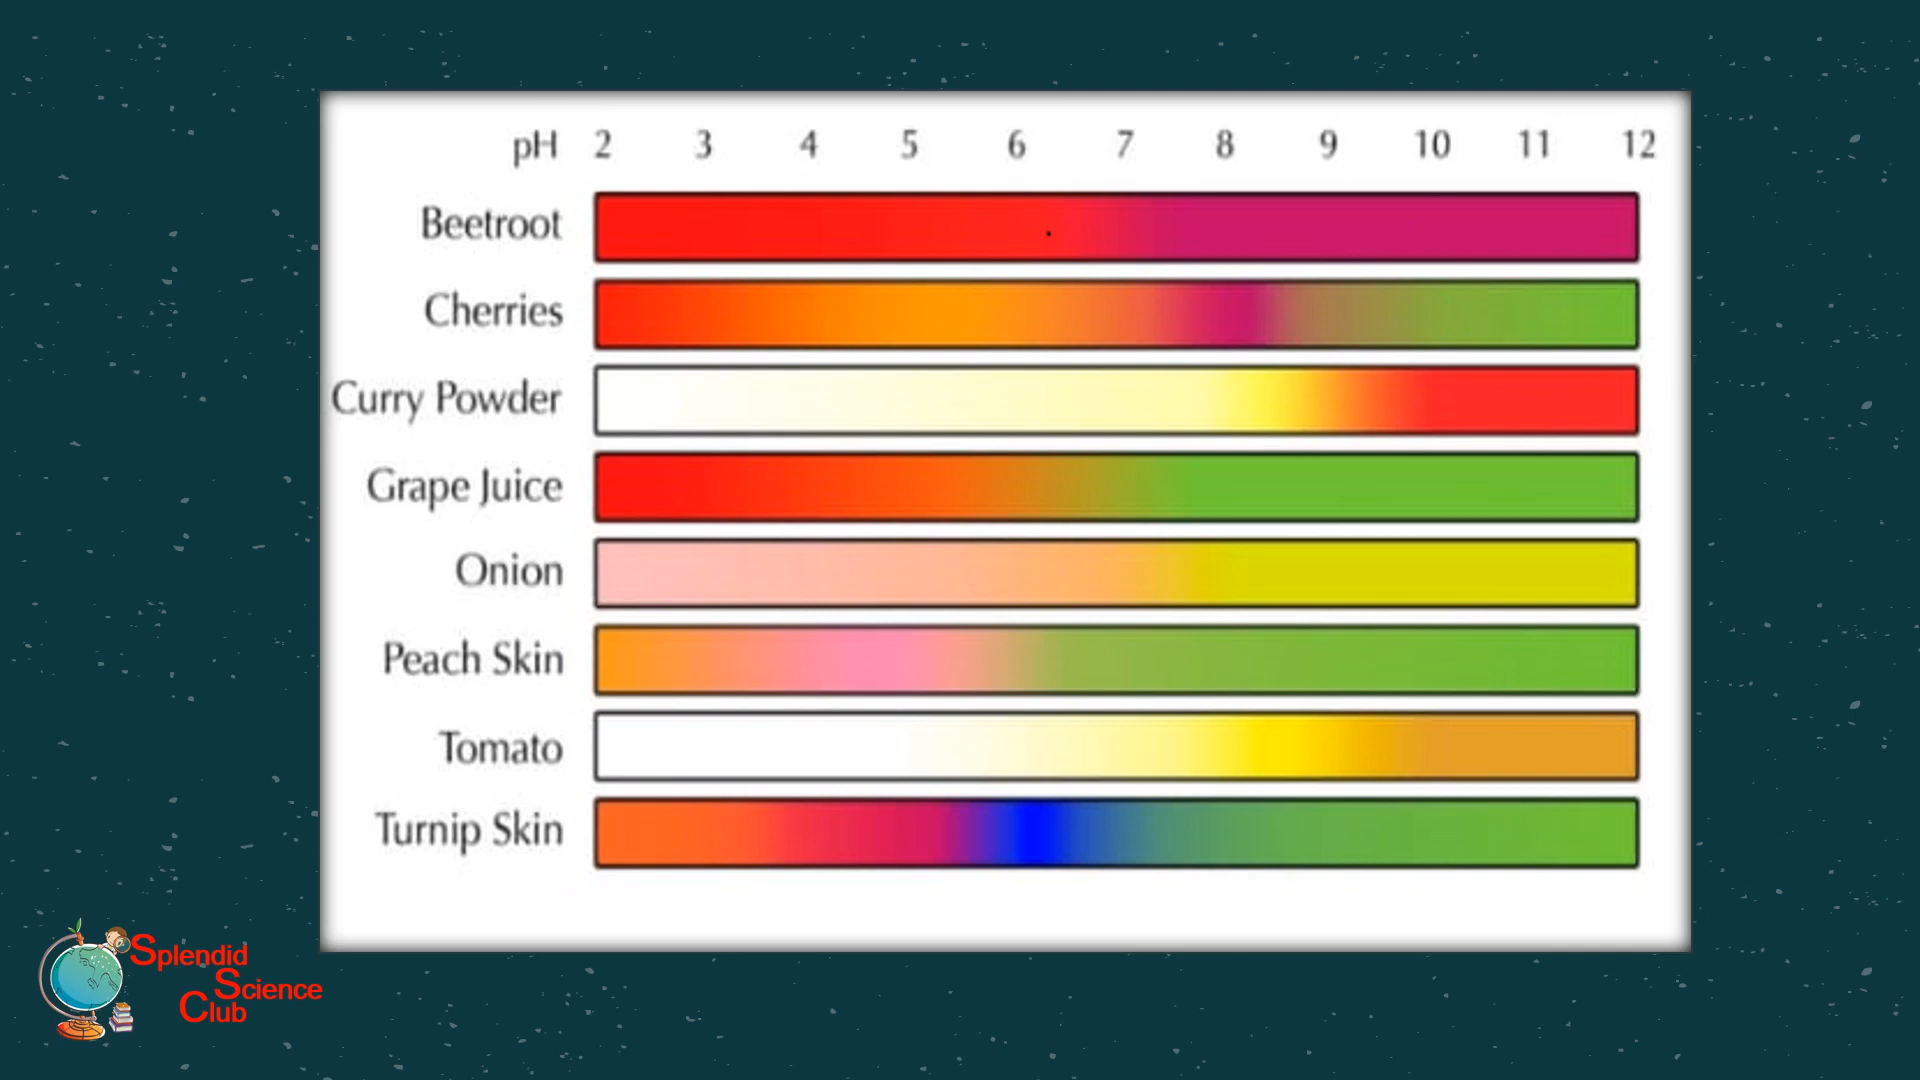 pH 2 3 4 5 6 7 8 9 10 11 12
Beetroot
Cherries
Curry Powder
Grape Juice
Onion
Peach Skin
Tomato
Turnip Skin
Splendid
Science
Club